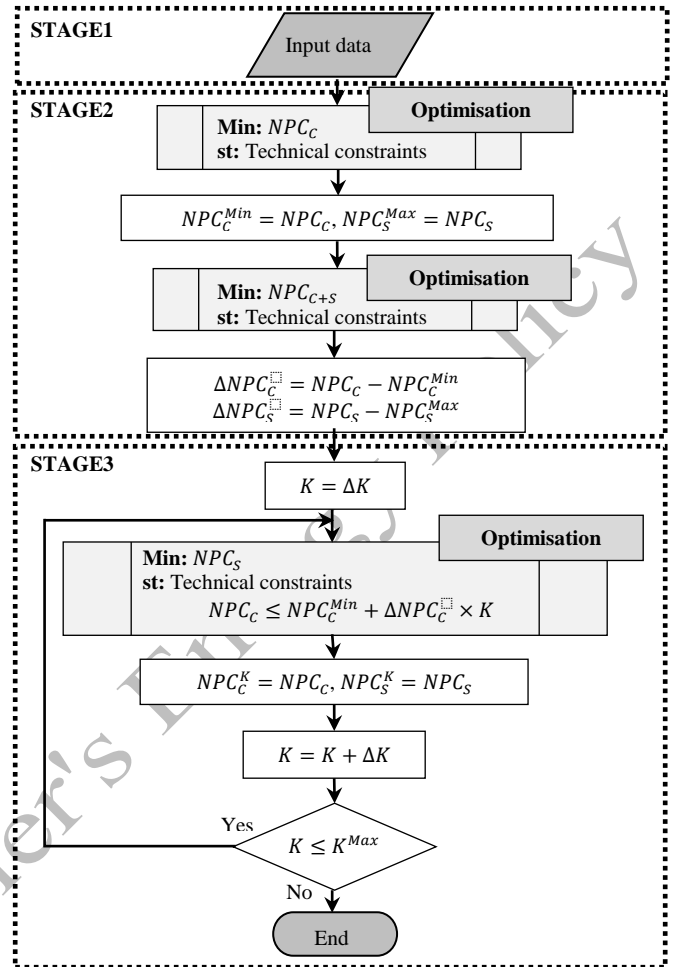 STAGE1
Input data
STAGE2
Optimisation
Min: NPC_C
st: Technical constraints
NPC_C^Min = NPC_C, NPC_S^Max = NPC_S
Optimisation
Min: NPC_C+S
st: Technical constraints
ΔNPC_C^□ = NPC_C − NPC_C^Min
ΔNPC_S^□ = NPC_S − NPC_S^Max
STAGE3
K = ΔK
Optimisation
Min: NPC_S
st: Technical constraints
NPC_C ≤ NPC_C^Min + ΔNPC_C^□ × K
NPC_C^K = NPC_C, NPC_S^K = NPC_S
K = K + ΔK
Yes
K ≤ K^Max
No
End